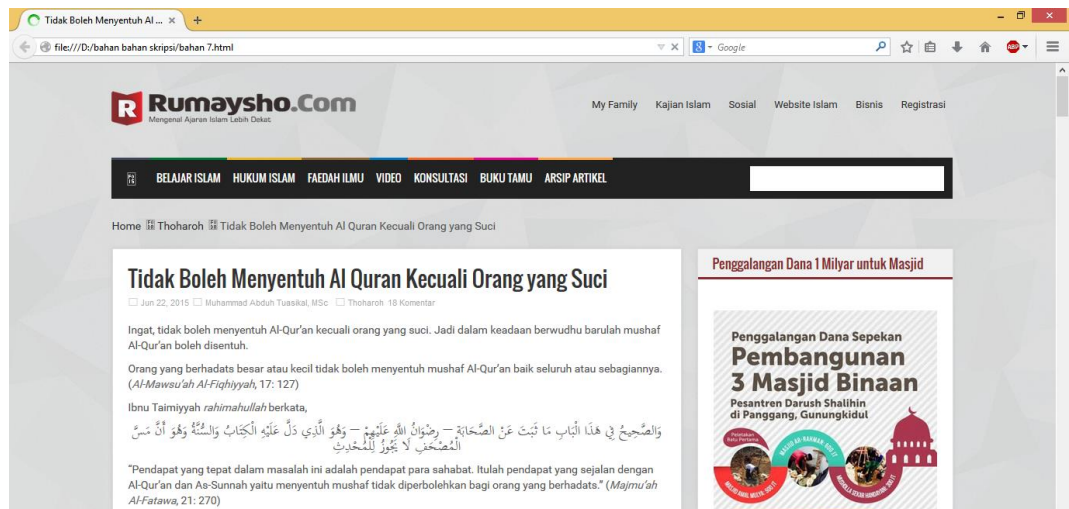 Tidak Boleh Menyentuh Al ... × +
file:///D:/bahan bahan skripsi/bahan 7.html
Google
ABP
R Rumaysho.Com
Mengenal Ajaran Islam Lebih Dekat
My Family Kajian Islam Sosial Website Islam Bisnis Registrasi
BELAJAR ISLAM HUKUM ISLAM FAEDAH ILMU VIDEO KONSULTASI BUKU TAMU ARSIP ARTIKEL
Home Thoharoh Tidak Boleh Menyentuh Al Quran Kecuali Orang yang Suci
Tidak Boleh Menyentuh Al Quran Kecuali Orang yang Suci
Jun 22, 2015 Muhammad Abduh Tuasikal, MSc Thoharoh 18 Komentar
Ingat, tidak boleh menyentuh Al-Qur'an kecuali orang yang suci. Jadi dalam keadaan berwudhu barulah mushaf
Al-Qur'an boleh disentuh.
Orang yang berhadats besar atau kecil tidak boleh menyentuh mushaf Al-Qur'an baik seluruh atau sebagiannya.
(Al-Mawsu'ah Al-Fiqhiyyah, 17: 127)
Ibnu Taimiyyah rahimahullah berkata,
وَالصَّحِيحُ فِي هَذَا الْبَابِ مَا ثَبَتَ عَنْ الصَّحَابَةِ – رِضْوَانُ اللَّهِ عَلَيْهِمْ – وَهُوَ الَّذِي دَلَّ عَلَيْهِ الْكِتَابُ وَالسُّنَّةُ وَهُوَ أَنَّ مَسَّ
الْمُصْحَفِ لَا يَجُوزُ لِلْمُحْدِثِ
"Pendapat yang tepat dalam masalah ini adalah pendapat para sahabat. Itulah pendapat yang sejalan dengan
Al-Qur'an dan As-Sunnah yaitu menyentuh mushaf tidak diperbolehkan bagi orang yang berhadats." (Majmu'ah
Al-Fatawa, 21: 270)
Penggalangan Dana 1 Milyar untuk Masjid
Penggalangan Dana Sepekan
Pembangunan
3 Masjid Binaan
Pesantren Darush Shalihin
di Panggang, Gunungkidul
Peletakan
Batu Pertama